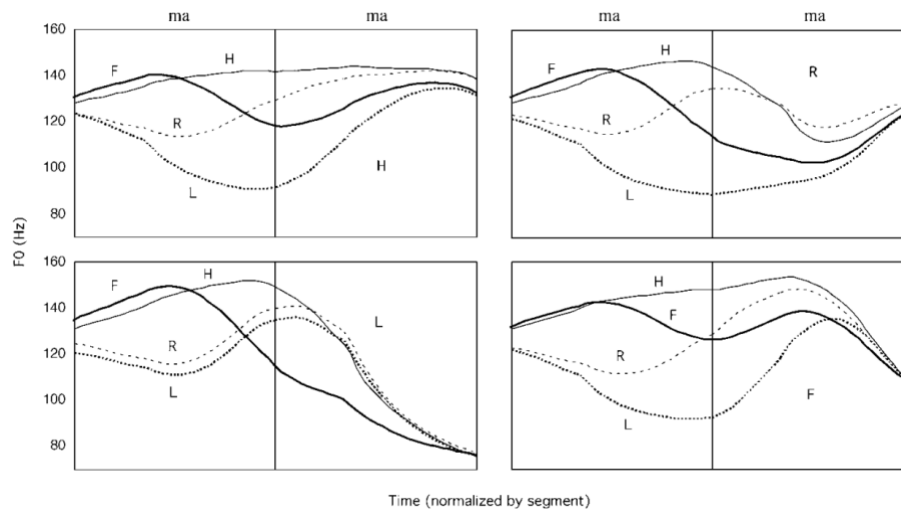 ma ma ma ma
160
140
120
100
80
F H R L H
F H R L R
F0 (Hz)
160
140
120
100
80
F H R L L
H F R L F
Time (normalized by segment)